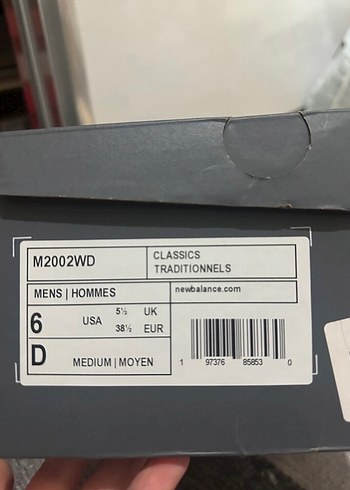 M2002WD
CLASSICS
TRADITIONNELS
MENS | HOMMES
newbalance.com
6 USA 5½ UK
38½ EUR
D MEDIUM | MOYEN
1 97376 85853 0